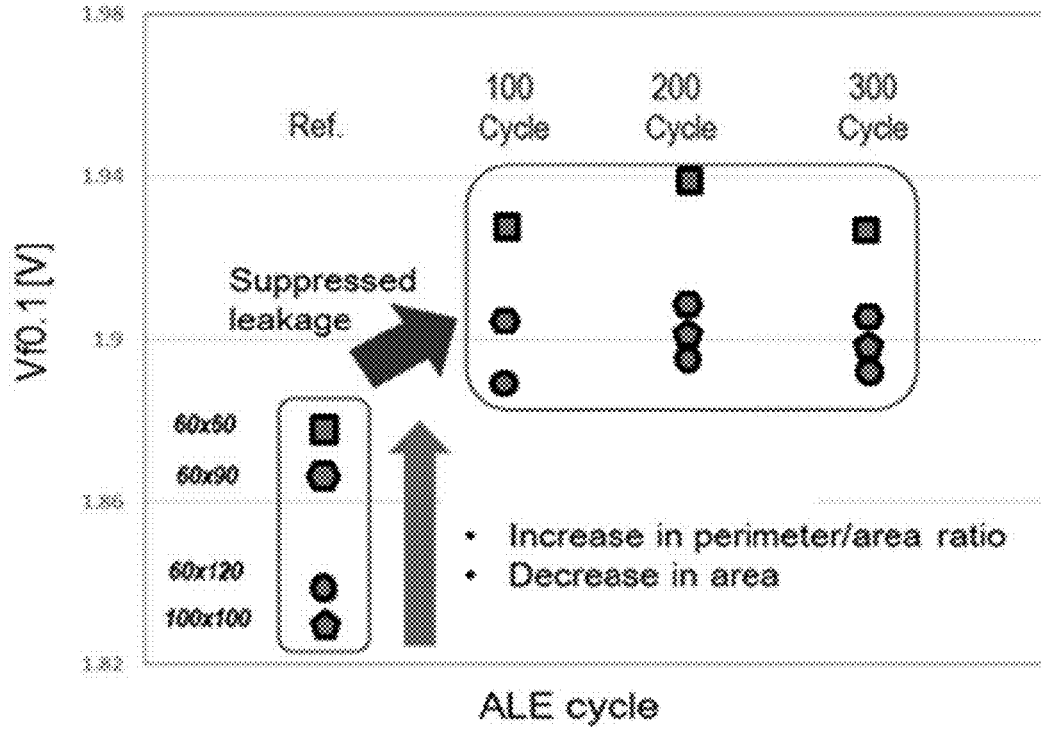 1.98
100
Cycle
200
Cycle
300
Cycle
Ref.
1.94
Vf0.1 [V]
Suppressed
leakage
1.9
60x60
60x90
1.86
• Increase in perimeter/area ratio
• Decrease in area
60x120
100x100
1.82
ALE cycle